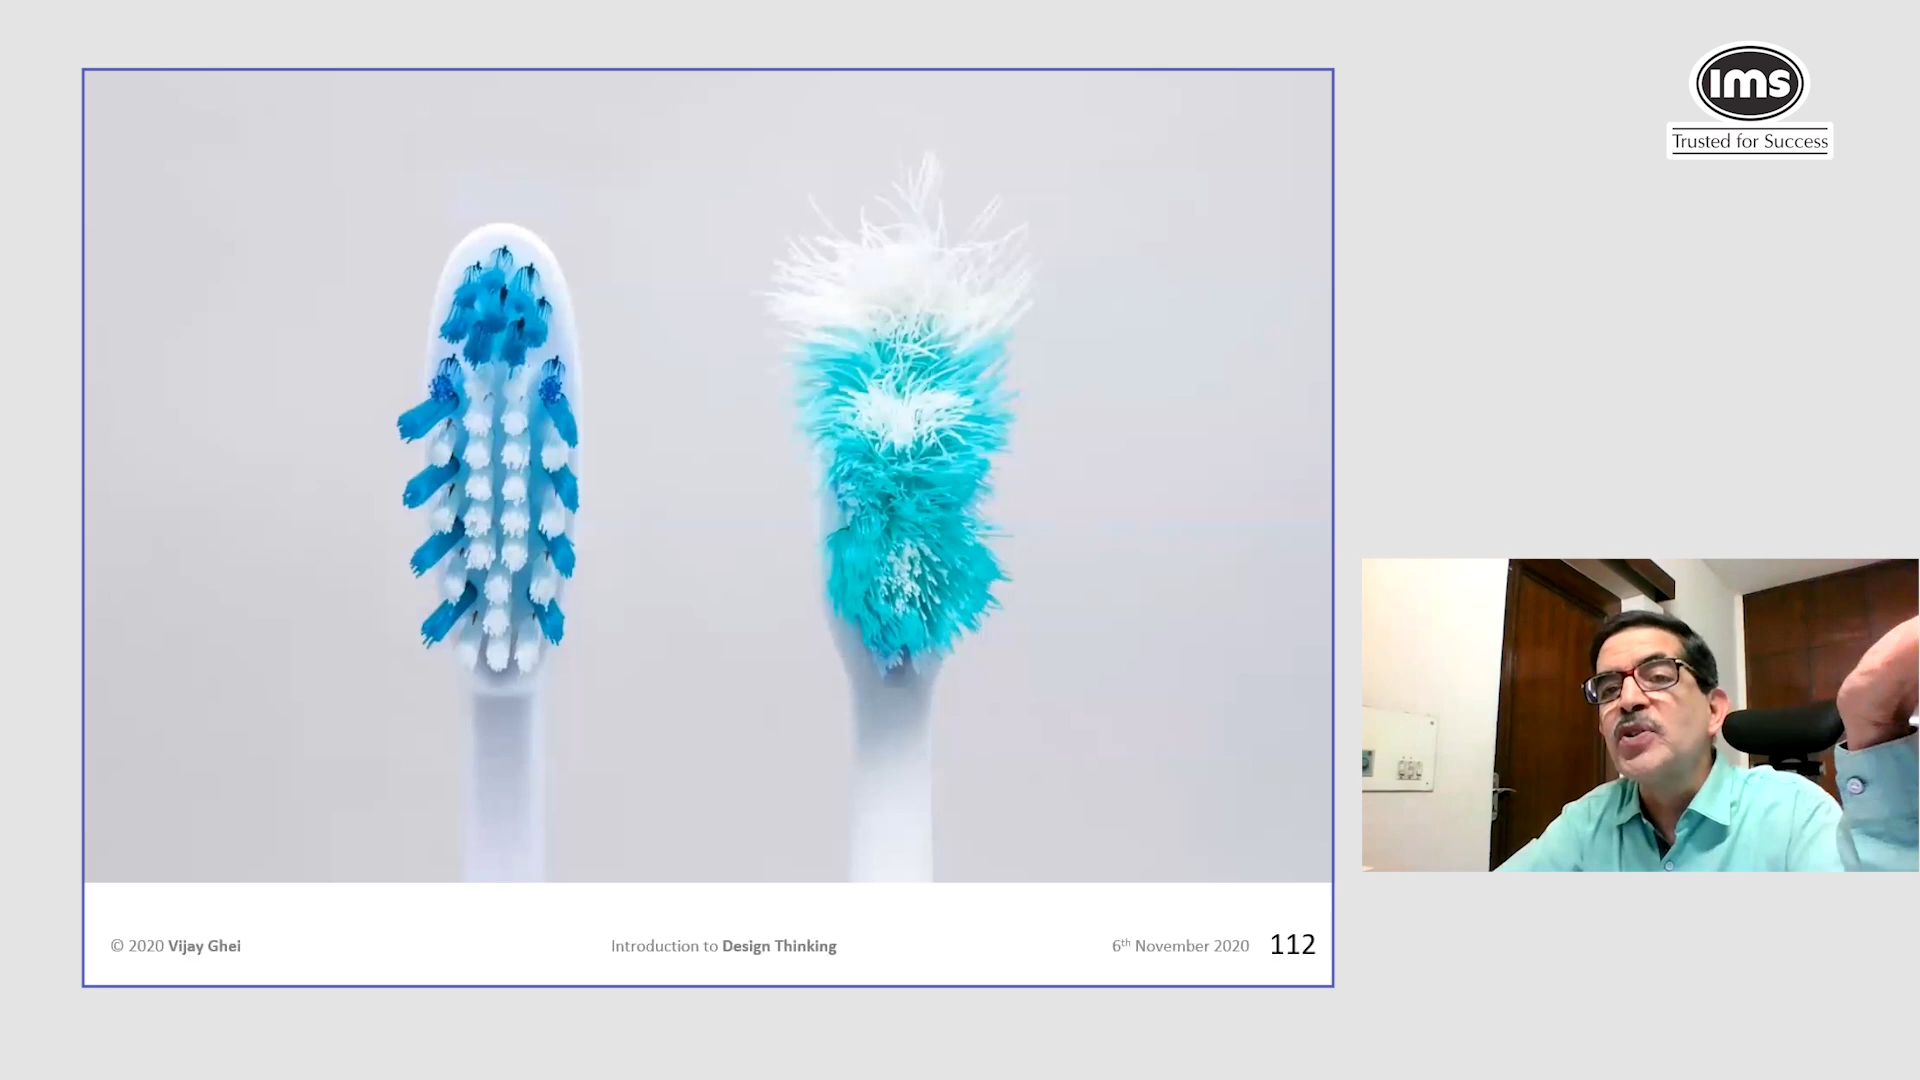 ims
Trusted for Success
© 2020 Vijay Ghei
Introduction to Design Thinking
6th November 2020
112